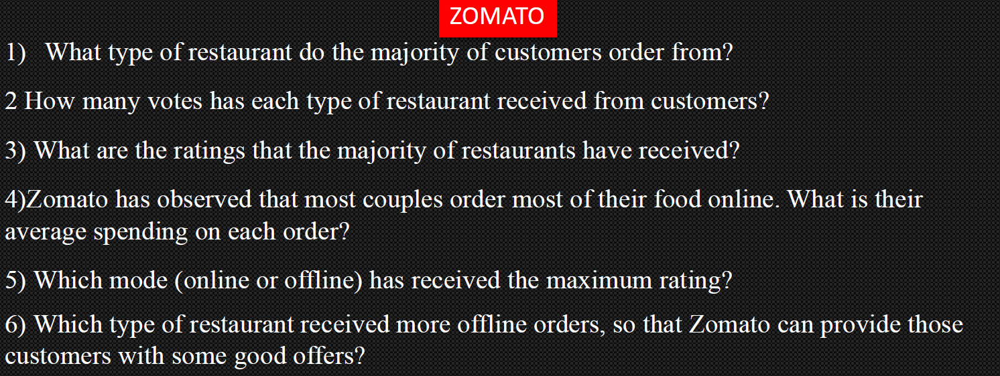 ZOMATO
1) What type of restaurant do the majority of customers order from?
2 How many votes has each type of restaurant received from customers?
3) What are the ratings that the majority of restaurants have received?
4)Zomato has observed that most couples order most of their food online. What is their
average spending on each order?
5) Which mode (online or offline) has received the maximum rating?
6) Which type of restaurant received more offline orders, so that Zomato can provide those
customers with some good offers?